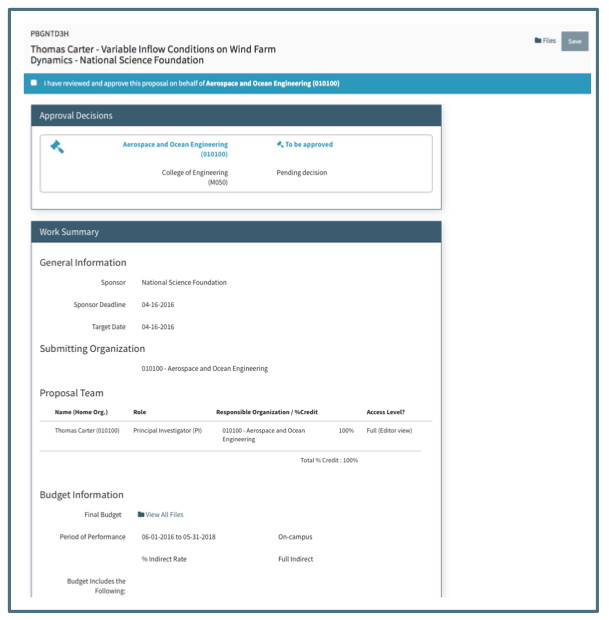 PBGNTD3H
Files
Save
Thomas Carter - Variable Inflow Conditions on Wind Farm
Dynamics - National Science Foundation
I have reviewed and approve this proposal on behalf of Aerospace and Ocean Engineering (010100)
Approval Decisions
Aerospace and Ocean Engineering
(010100)
To be approved
College of Engineering
(M050)
Pending decision
Work Summary
General Information
Sponsor National Science Foundation
Sponsor Deadline 04-16-2016
Target Date 04-16-2016
Submitting Organization
010100 - Aerospace and Ocean Engineering
Proposal Team
Name (Home Org.) Role Responsible Organization / %Credit Access Level?
Thomas Carter (010100) Principal Investigator (PI) 010100 - Aerospace and Ocean 100% Full (Editor view)
Engineering
Total % Credit : 100%
Budget Information
Final Budget View All Files
Period of Performance 06-01-2016 to 05-31-2018 On-campus
% Indirect Rate Full Indirect
Budget Includes the
Following: